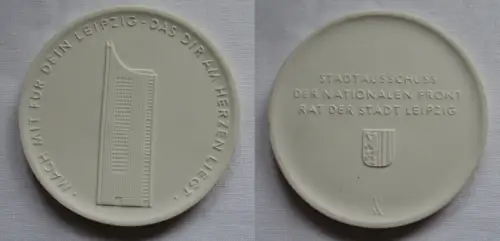 · MACH MIT FÜR DEIN LEIPZIG - DAS DIR AM HERZEN LIEGT ·
STADTAUSSCHUSS
DER NATIONALEN FRONT
RAT DER STADT LEIPZIG